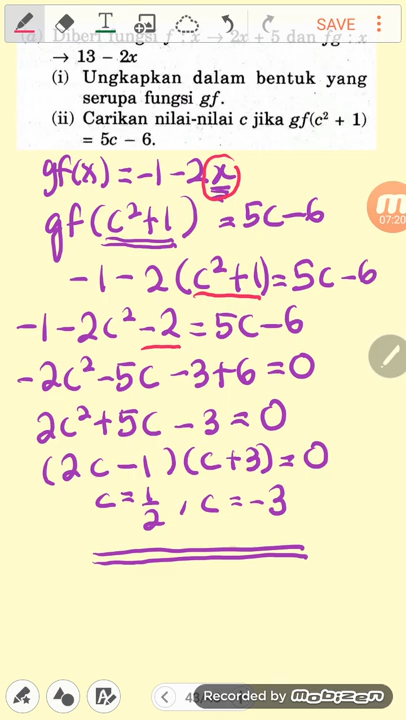 SAVE
(a) Diberi fungsi f : x → 2x + 5 dan fg : x
→ 13 − 2x
(i) Ungkapkan dalam bentuk yang
serupa fungsi gf.
(ii) Carikan nilai-nilai c jika gf(c² + 1)
= 5c − 6.
gf(x) = -1 - 2x
gf(c²+1) = 5c-6
07:20
-1-2(c²+1)=5c-6
-1-2c²-2=5c-6
-2c²-5c-3+6=0
2c²+5c-3=0
(2c-1)(c+3)=0
c=1/2, c=-3
Recorded by mobizen